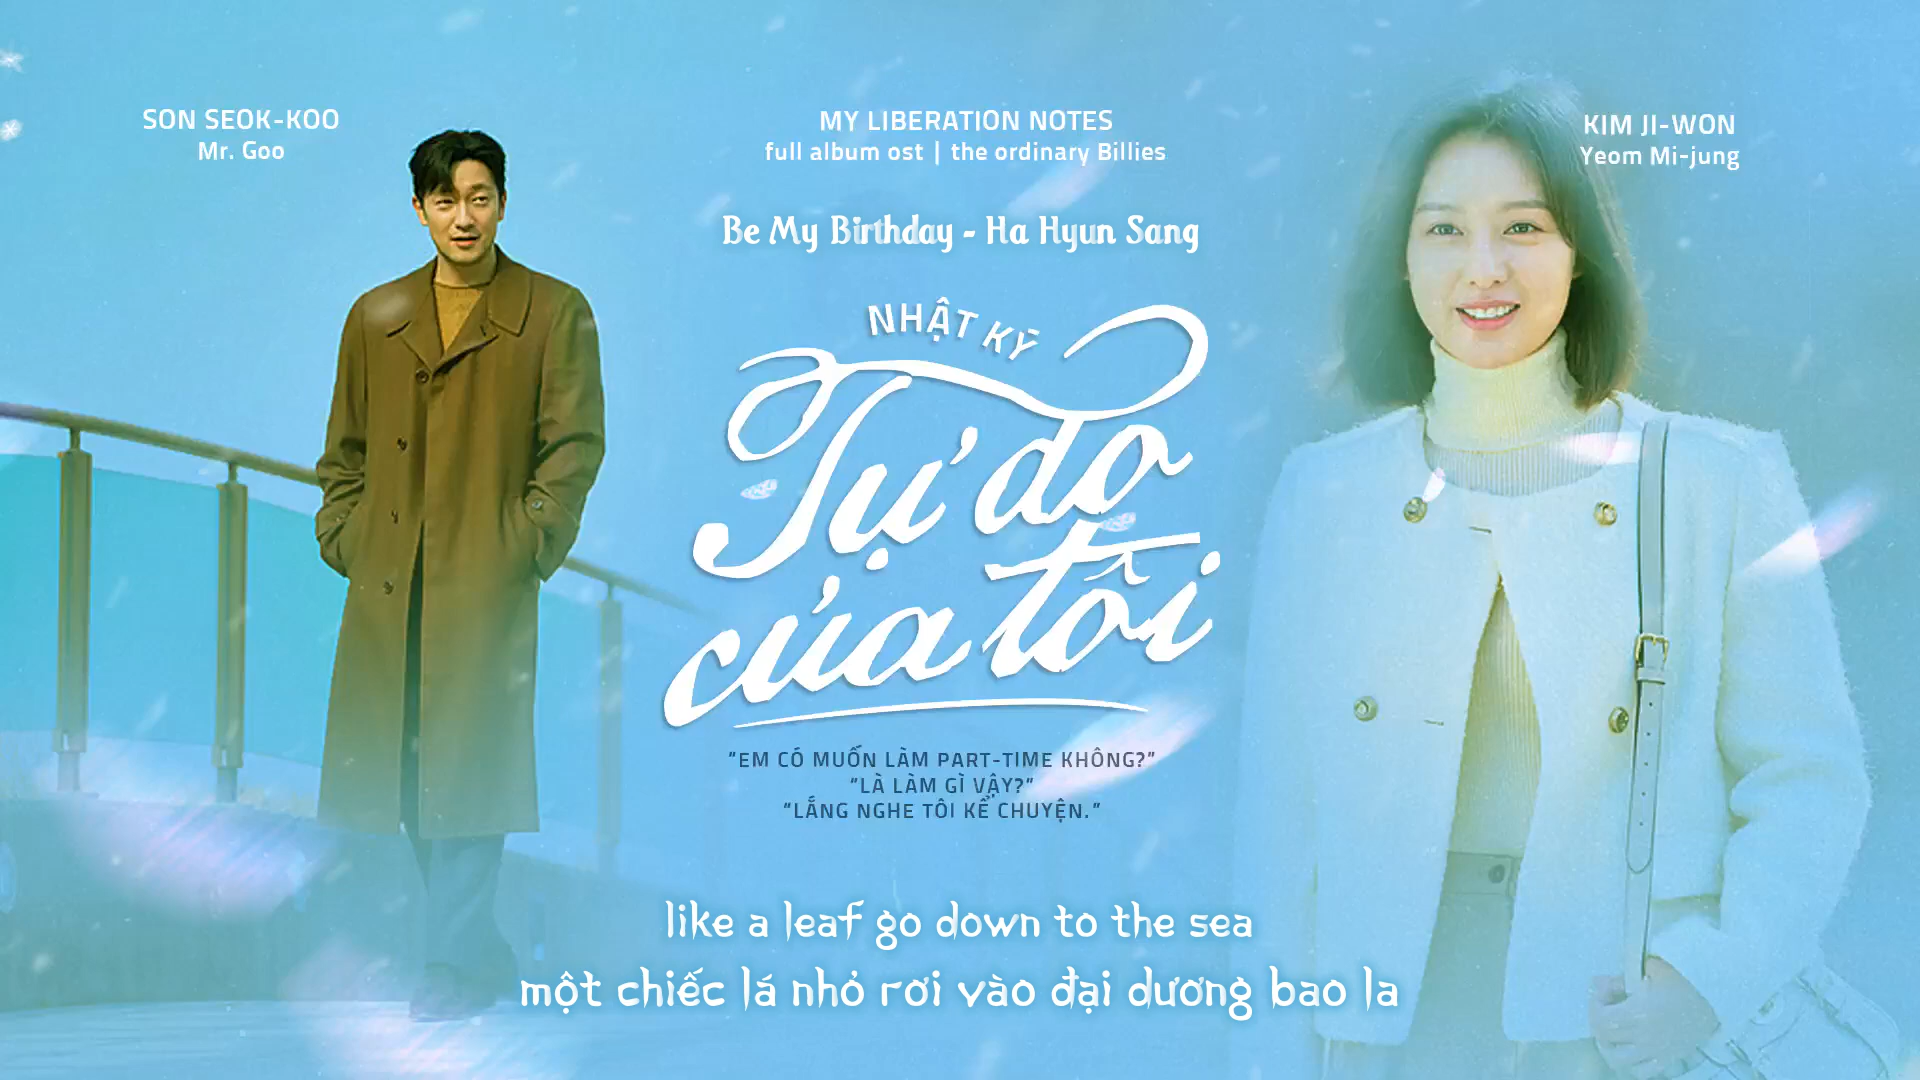 SON SEOK-KOO
Mr. Goo
MY LIBERATION NOTES
full album ost | the ordinary Billies
KIM JI-WON
Yeom Mi-jung
Be My Birthday - Ha Hyun Sang
NHẬT KÝ
Tự do
của tôi
"EM CÓ MUỐN LÀM PART-TIME KHÔNG?"
"LÀ LÀM GÌ VẬY?"
"LẮNG NGHE TÔI KỂ CHUYỆN."
like a leaf go down to the sea
một chiếc lá nhỏ rơi vào đại dương bao la